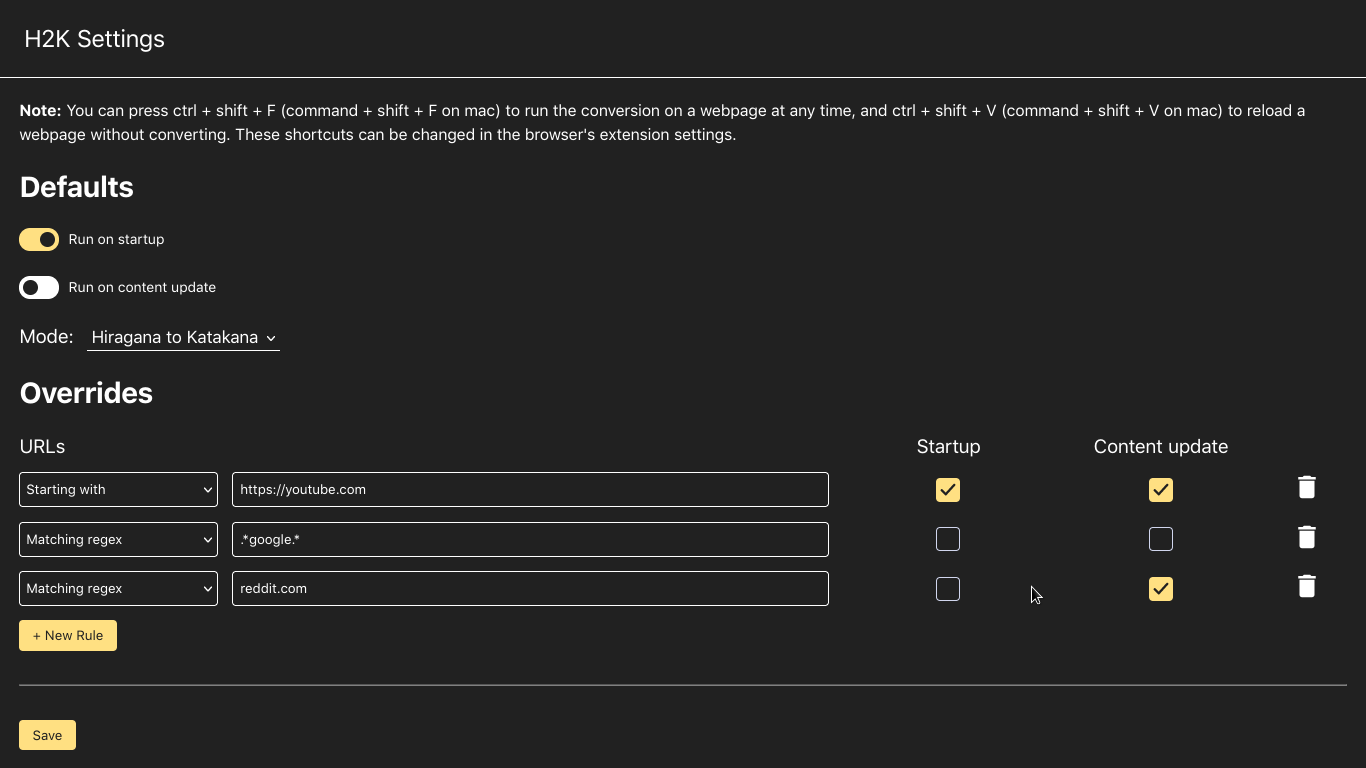 H2K Settings
Note: You can press ctrl + shift + F (command + shift + F on mac) to run the conversion on a webpage at any time, and ctrl + shift + V (command + shift + V on mac) to reload a
webpage without converting. These shortcuts can be changed in the browser's extension settings.
Defaults
Run on startup
Run on content update
Mode: Hiragana to Katakana
Overrides
URLs Startup Content update
Starting with https://youtube.com
Matching regex .*google.*
Matching regex reddit.com
+ New Rule
Save